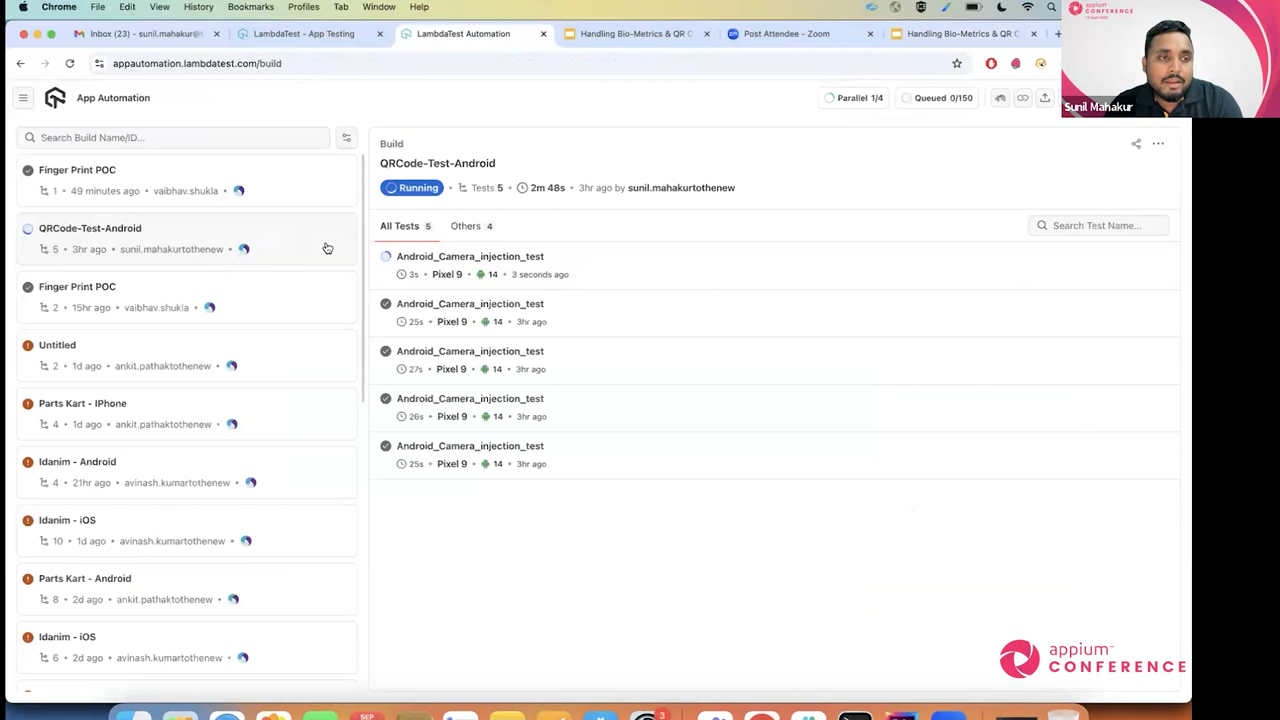 Chrome File Edit View History Bookmarks Profiles Tab Window Help
Inbox (23) - sunil.mahakur@t
LambdaTest - App Testing
LambdaTest Automation
Handling Bio-Metrics & QR C
Post Attendee - Zoom
Handling Bio-Metrics & QR C
appautomation.lambdatest.com/build
appium CONFERENCE
Sunil Mahakur
App Automation
Parallel 1/4
Queued 0/150
Search Build Name/ID...
Finger Print POC
1 • 49 minutes ago • vaibhav.shukla •
QRCode-Test-Android
5 • 3hr ago • sunil.mahakurtothenew •
Finger Print POC
2 • 15hr ago • vaibhav.shukla •
Untitled
2 • 1d ago • ankit.pathaktothenew •
Parts Kart - IPhone
4 • 1d ago • ankit.pathaktothenew •
Idanim - Android
4 • 21hr ago • avinash.kumartothenew •
Idanim - iOS
10 • 1d ago • avinash.kumartothenew •
Parts Kart - Android
8 • 2d ago • ankit.pathaktothenew •
Idanim - iOS
6 • 2d ago • avinash.kumartothenew •
Build
QRCode-Test-Android
Running • Tests 5 • 2m 48s • 3hr ago by sunil.mahakurtothenew
All Tests 5 Others 4
Search Test Name...
Android_Camera_injection_test
3s • Pixel 9 • 14 • 3 seconds ago
Android_Camera_injection_test
25s • Pixel 9 • 14 • 3hr ago
Android_Camera_injection_test
27s • Pixel 9 • 14 • 3hr ago
Android_Camera_injection_test
26s • Pixel 9 • 14 • 3hr ago
Android_Camera_injection_test
25s • Pixel 9 • 14 • 3hr ago
appium™
CONFERENCE
SEP
3